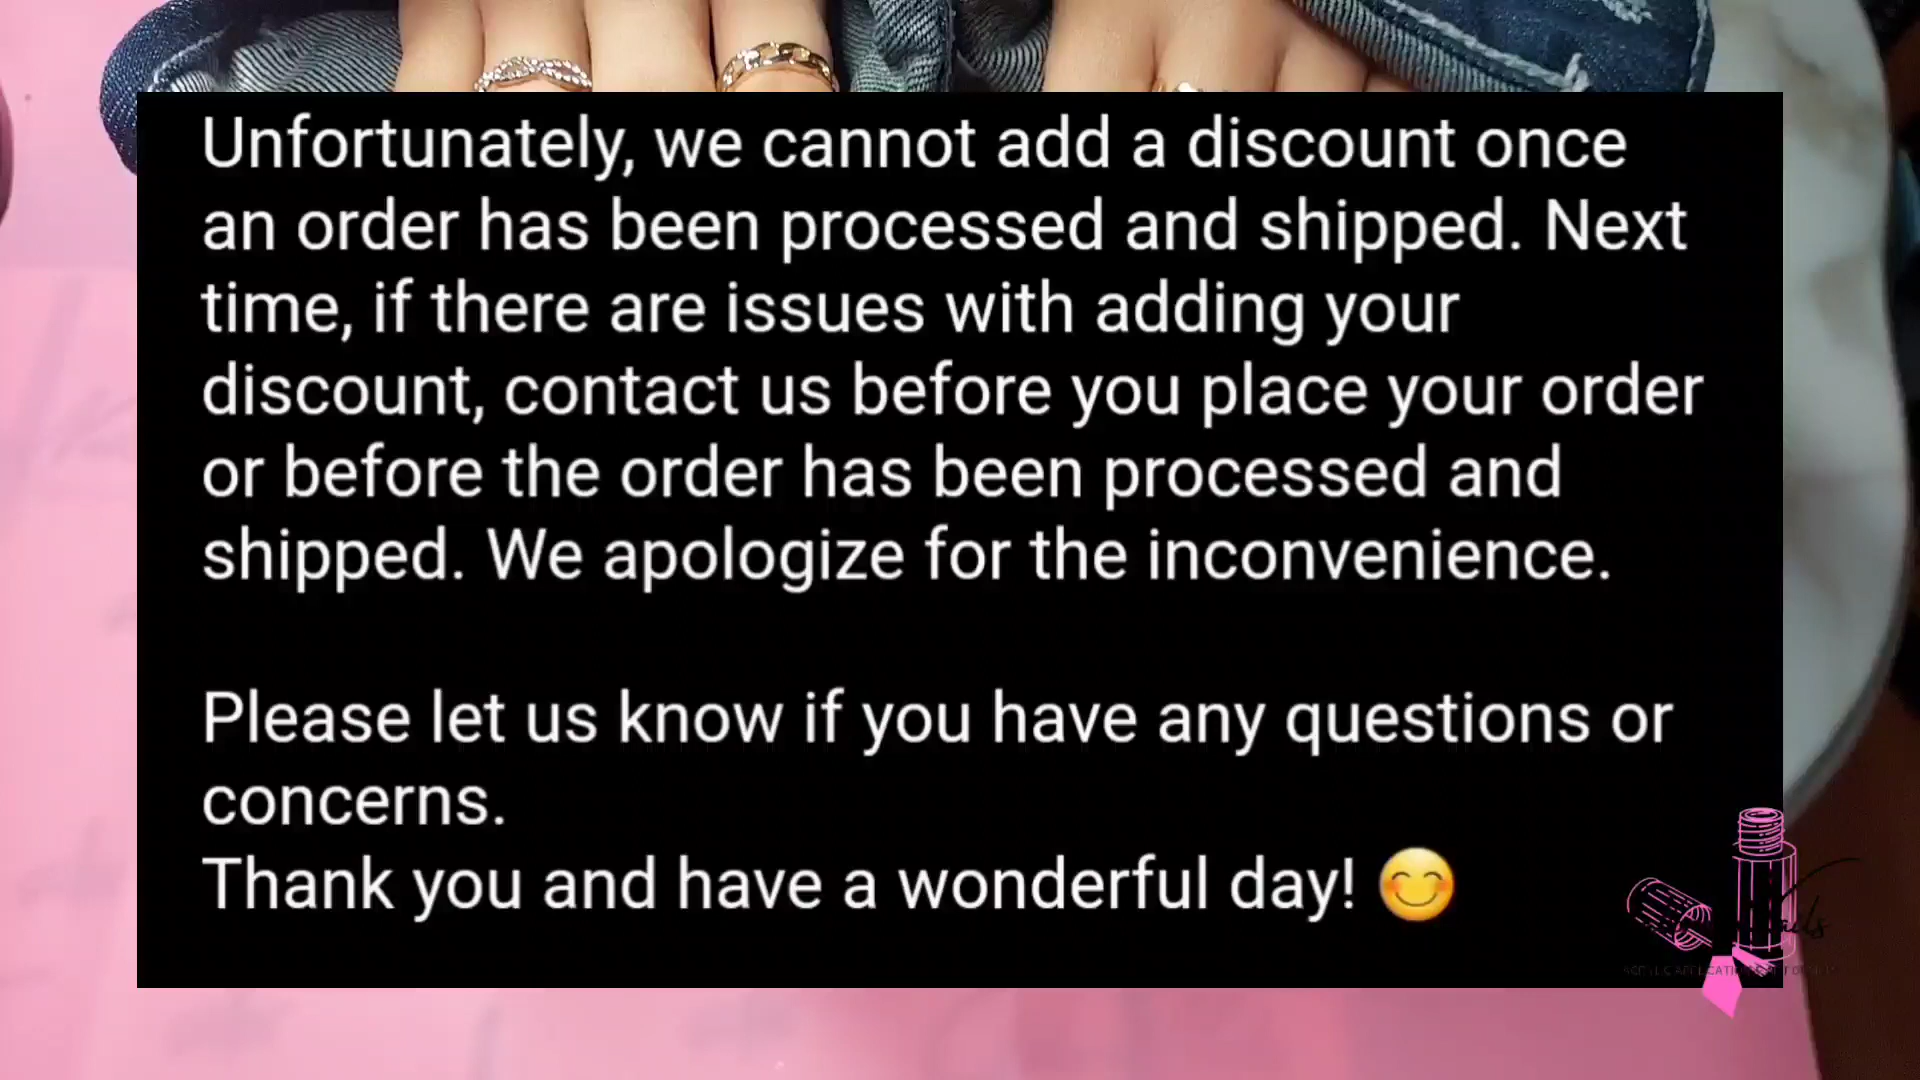 Unfortunately, we cannot add a discount once
an order has been processed and shipped. Next
time, if there are issues with adding your
discount, contact us before you place your order
or before the order has been processed and
shipped. We apologize for the inconvenience.
Please let us know if you have any questions or
concerns.
Thank you and have a wonderful day! 😊